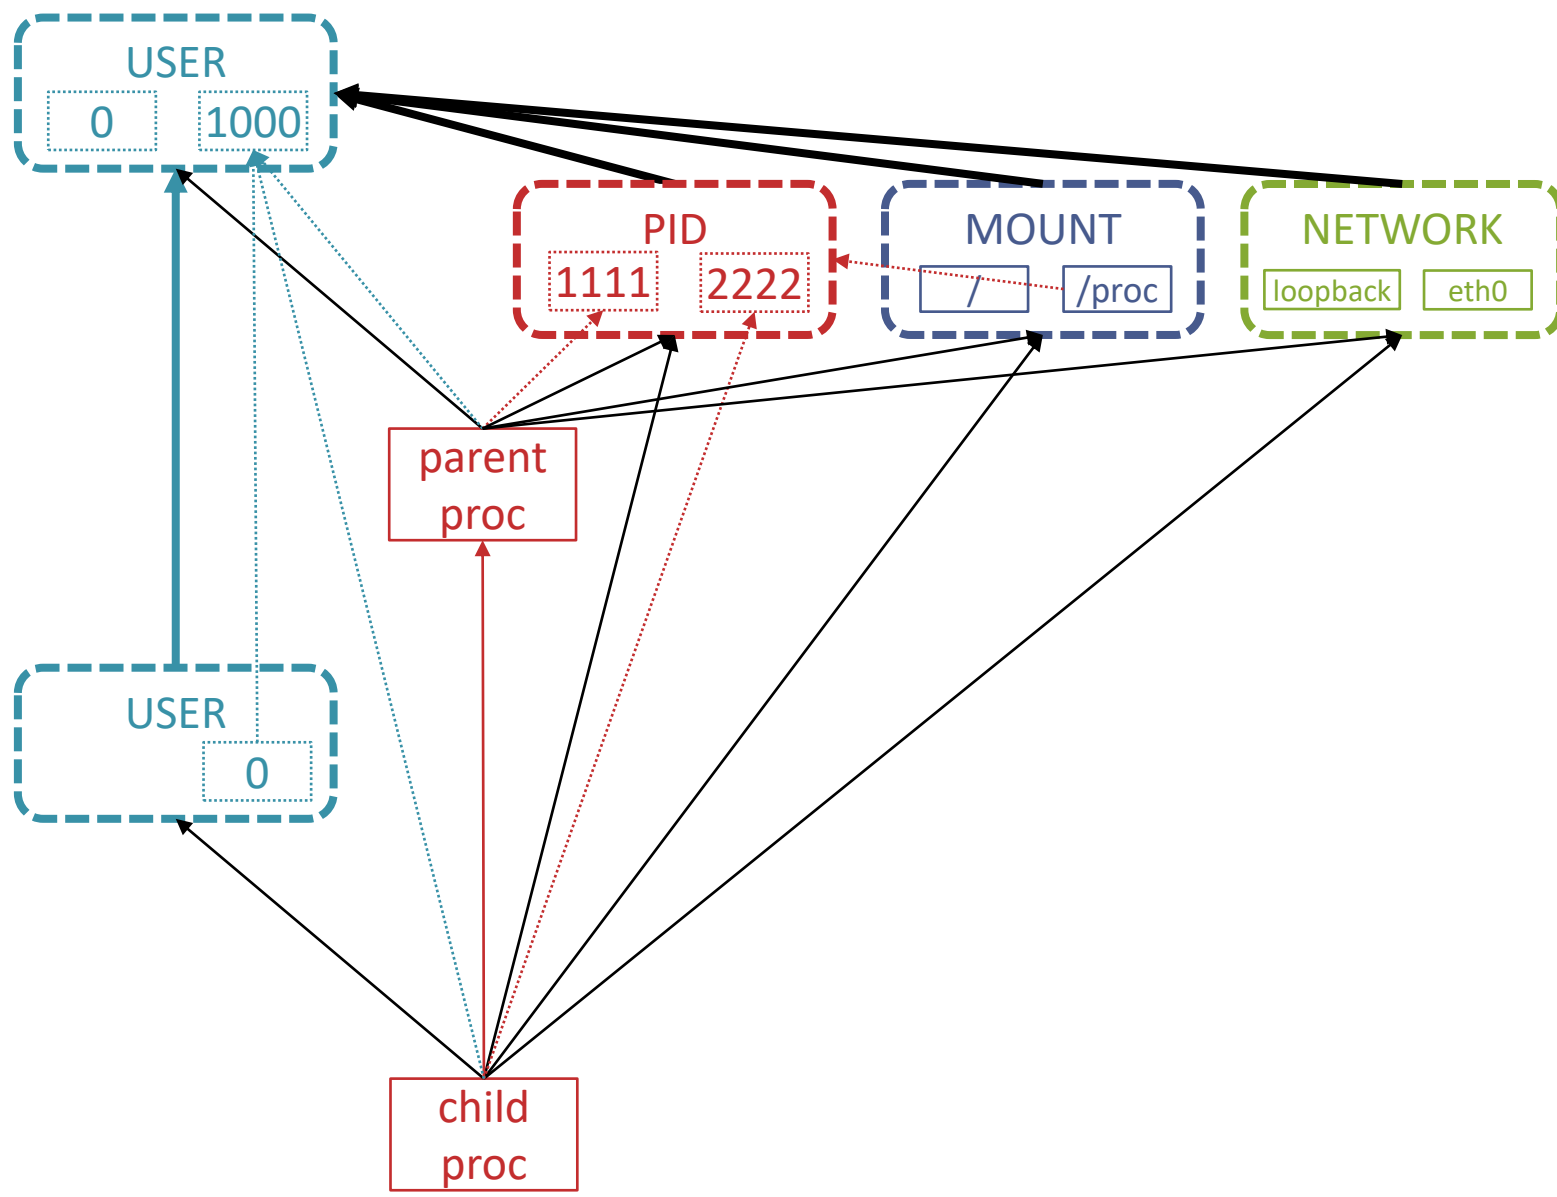 USER
0
1000
PID
1111
2222
MOUNT
/
/proc
NETWORK
loopback
eth0
parent
proc
USER
0
child
proc